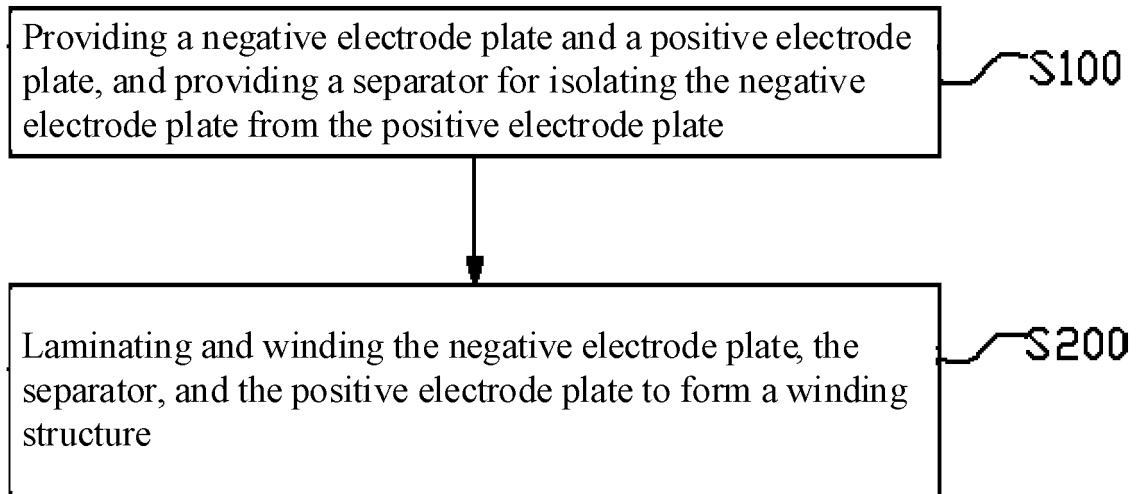 Providing a negative electrode plate and a positive electrode
plate, and providing a separator for isolating the negative
electrode plate from the positive electrode plate
S100
Laminating and winding the negative electrode plate, the
separator, and the positive electrode plate to form a winding
structure
S200